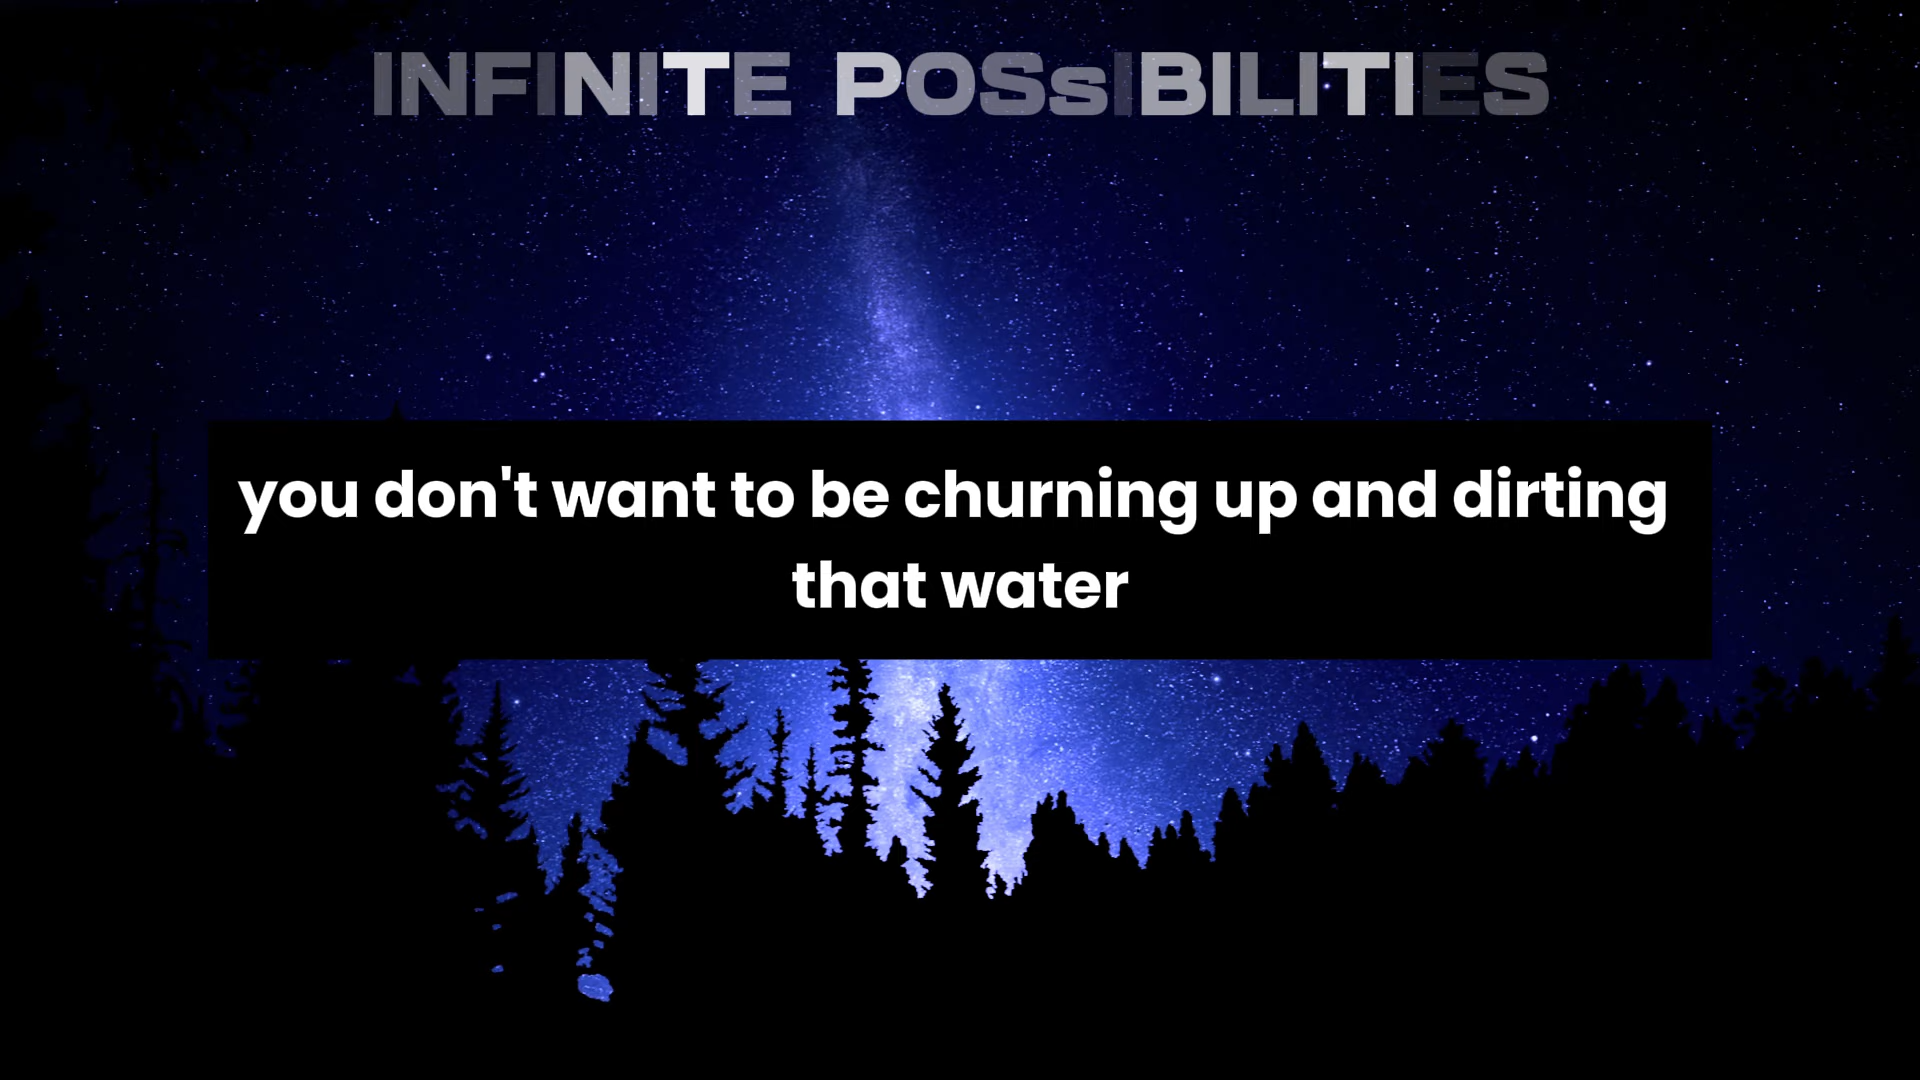 INFINITE POSsIBILITIES
you don't want to be churning up and dirting
that water